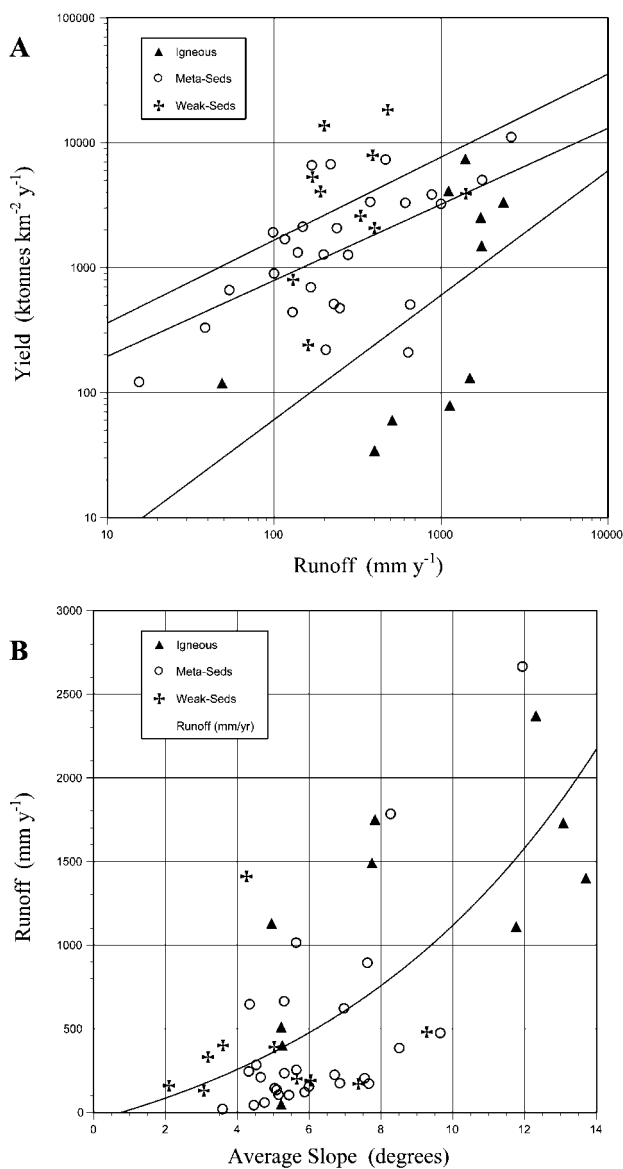 A
100000
Igneous
Meta-Seds
Weak-Seds
10000
1000
100
10
Yield (ktonnes km-2 y-1)
10 100 1000 10000
Runoff (mm y-1)
B
3000
Igneous
Meta-Seds
Weak-Seds
Runoff (mm/yr)
2500
2000
1500
1000
500
0
Runoff (mm y-1)
0 2 4 6 8 10 12 14
Average Slope (degrees)